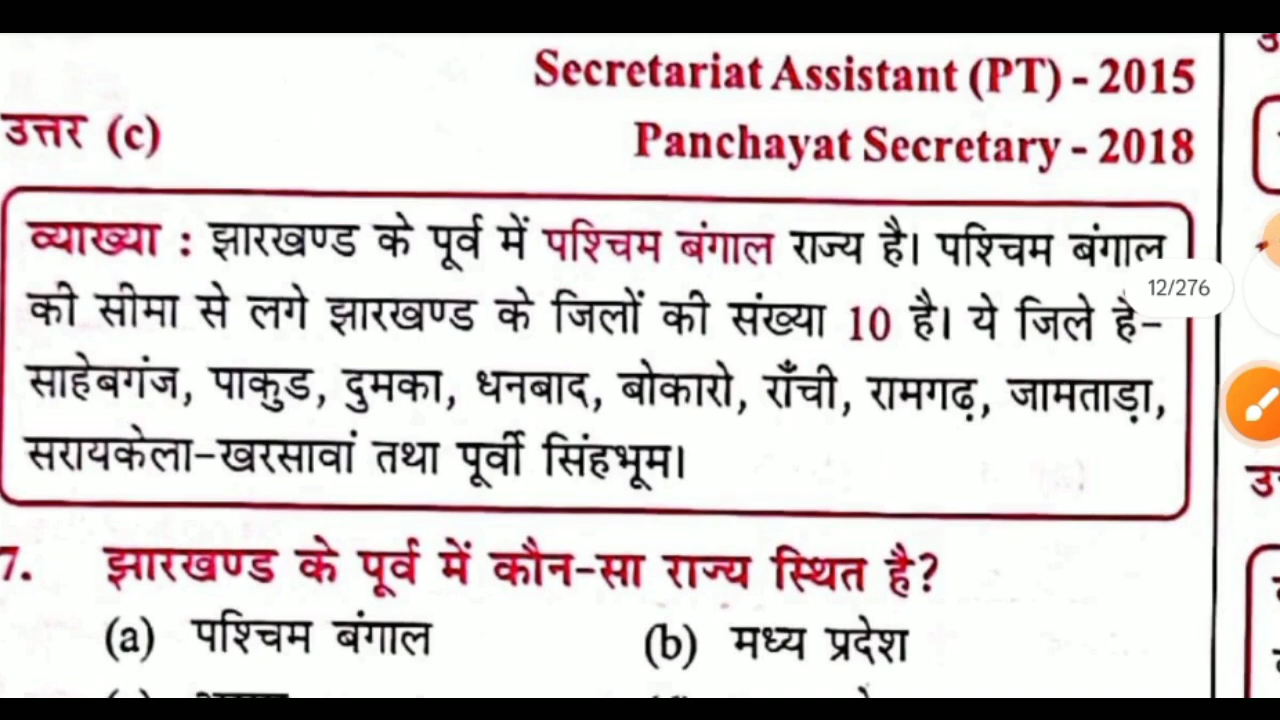 Secretariat Assistant (PT) - 2015
उत्तर (c)
Panchayat Secretary - 2018
व्याख्या : झारखण्ड के पूर्व में पश्चिम बंगाल राज्य है। पश्चिम बंगाल
12/276
की सीमा से लगे झारखण्ड के जिलों की संख्या 10 है। ये जिले हे-
साहेबगंज, पाकुड, दुमका, धनबाद, बोकारो, राँची, रामगढ़, जामताड़ा,
सरायकेला-खरसावां तथा पूर्वी सिंहभूम।
7. झारखण्ड के पूर्व में कौन-सा राज्य स्थित है?
(a) पश्चिम बंगाल (b) मध्य प्रदेश